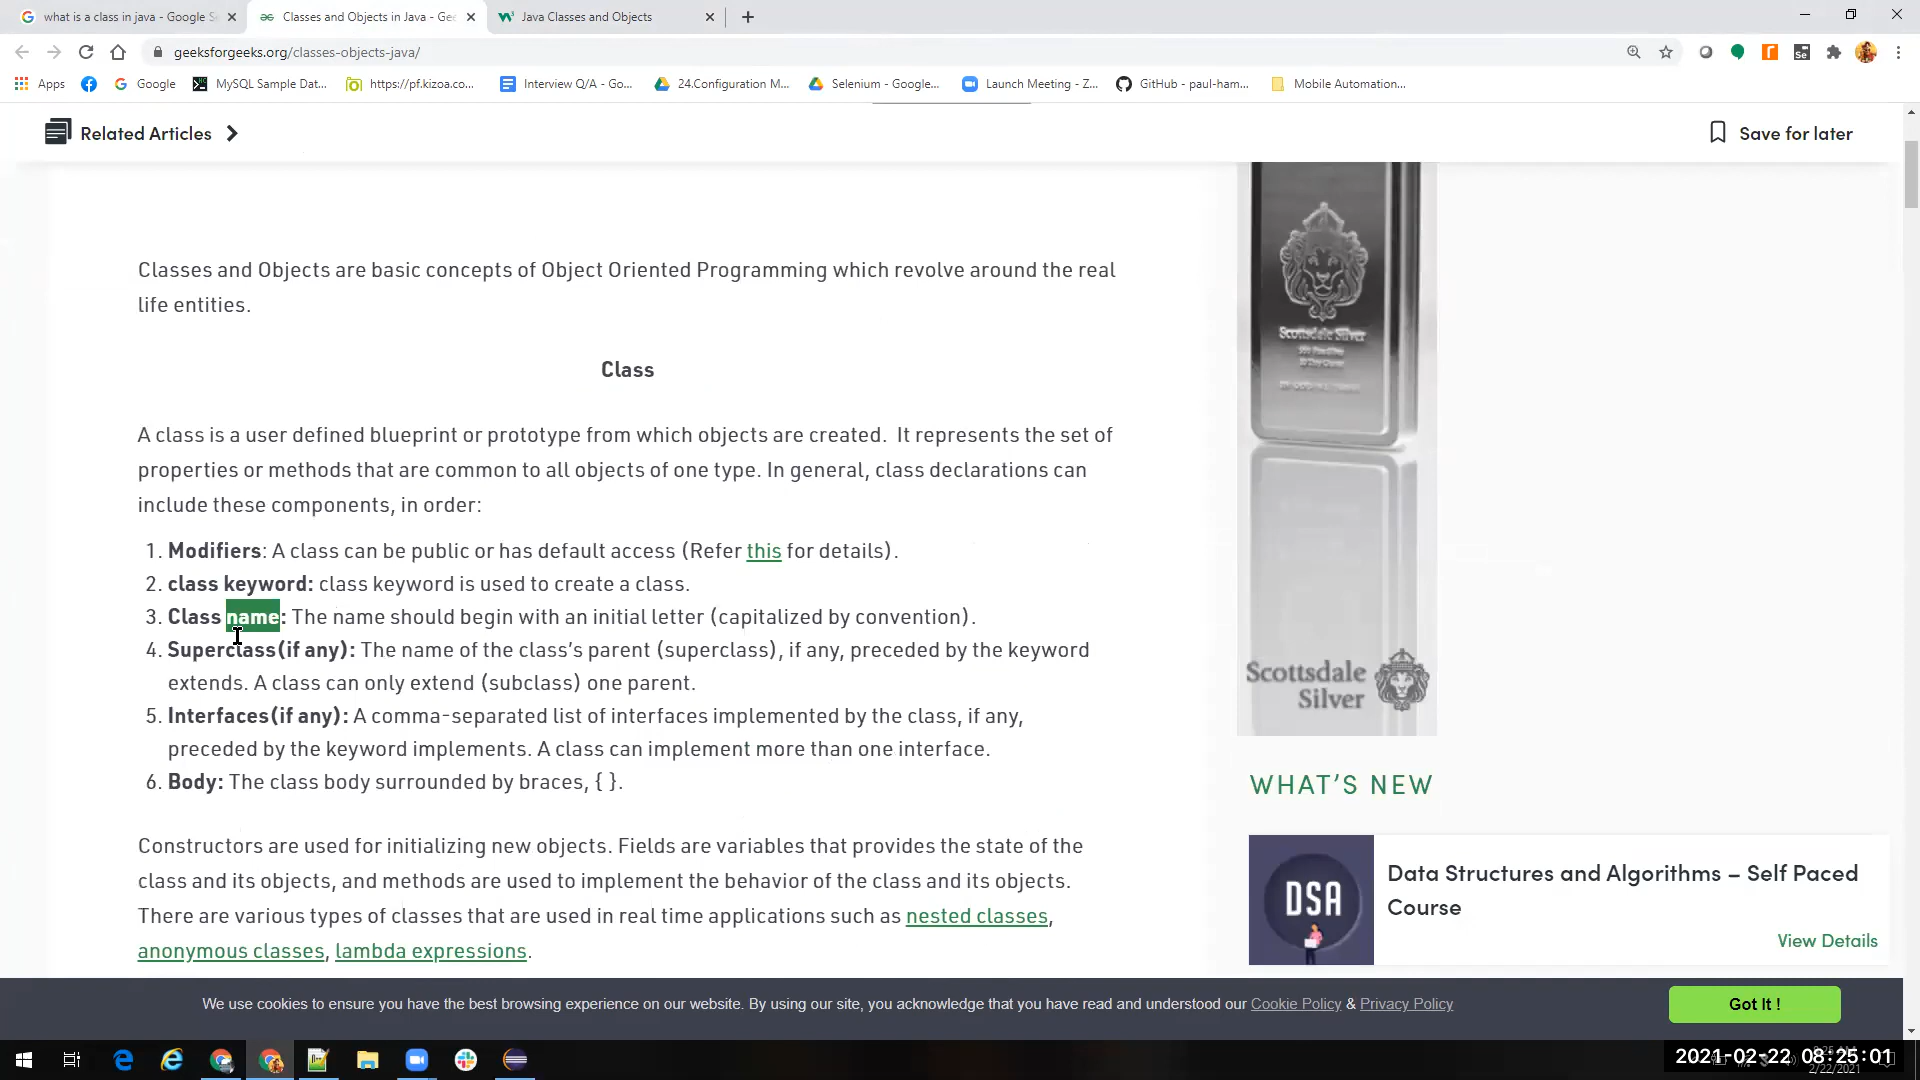 what is a class in java - Google S
Classes and Objects in Java - Gee
Java Classes and Objects
geeksforgeeks.org/classes-objects-java/
Apps
Google
MySQL Sample Dat...
https://pf.kizoa.co...
Interview Q/A - Go...
24.Configuration M...
Selenium - Google...
Launch Meeting - Z...
GitHub - paul-ham...
Mobile Automation...
Related Articles
Save for later
Classes and Objects are basic concepts of Object Oriented Programming which revolve around the real
life entities.
Class
A class is a user defined blueprint or prototype from which objects are created.  It represents the set of
properties or methods that are common to all objects of one type. In general, class declarations can
include these components, in order:
1. Modifiers: A class can be public or has default access (Refer this for details).
2. class keyword: class keyword is used to create a class.
3. Class name: The name should begin with an initial letter (capitalized by convention).
4. Superclass(if any): The name of the class’s parent (superclass), if any, preceded by the keyword
extends. A class can only extend (subclass) one parent.
5. Interfaces(if any): A comma-separated list of interfaces implemented by the class, if any,
preceded by the keyword implements. A class can implement more than one interface.
6. Body: The class body surrounded by braces, { }.
Constructors are used for initializing new objects. Fields are variables that provides the state of the
class and its objects, and methods are used to implement the behavior of the class and its objects.
There are various types of classes that are used in real time applications such as nested classes,
anonymous classes, lambda expressions.
Scottsdale Silver
Scottsdale
Silver
WHAT’S NEW
DSA
Data Structures and Algorithms – Self Paced
Course
View Details
We use cookies to ensure you have the best browsing experience on our website. By using our site, you acknowledge that you have read and understood our Cookie Policy & Privacy Policy
Got It !
2021-02-22 08:25:01
2/22/2021